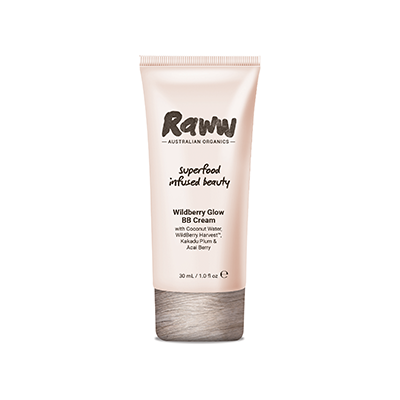 Raww
AUSTRALIAN ORGANICS
superfood
infused beauty
Wildberry Glow
BB Cream
with Coconut Water,
WildBerry Harvest™,
Kakadu Plum &
Acai Berry
30 mL / 1.0 fl oz ℮